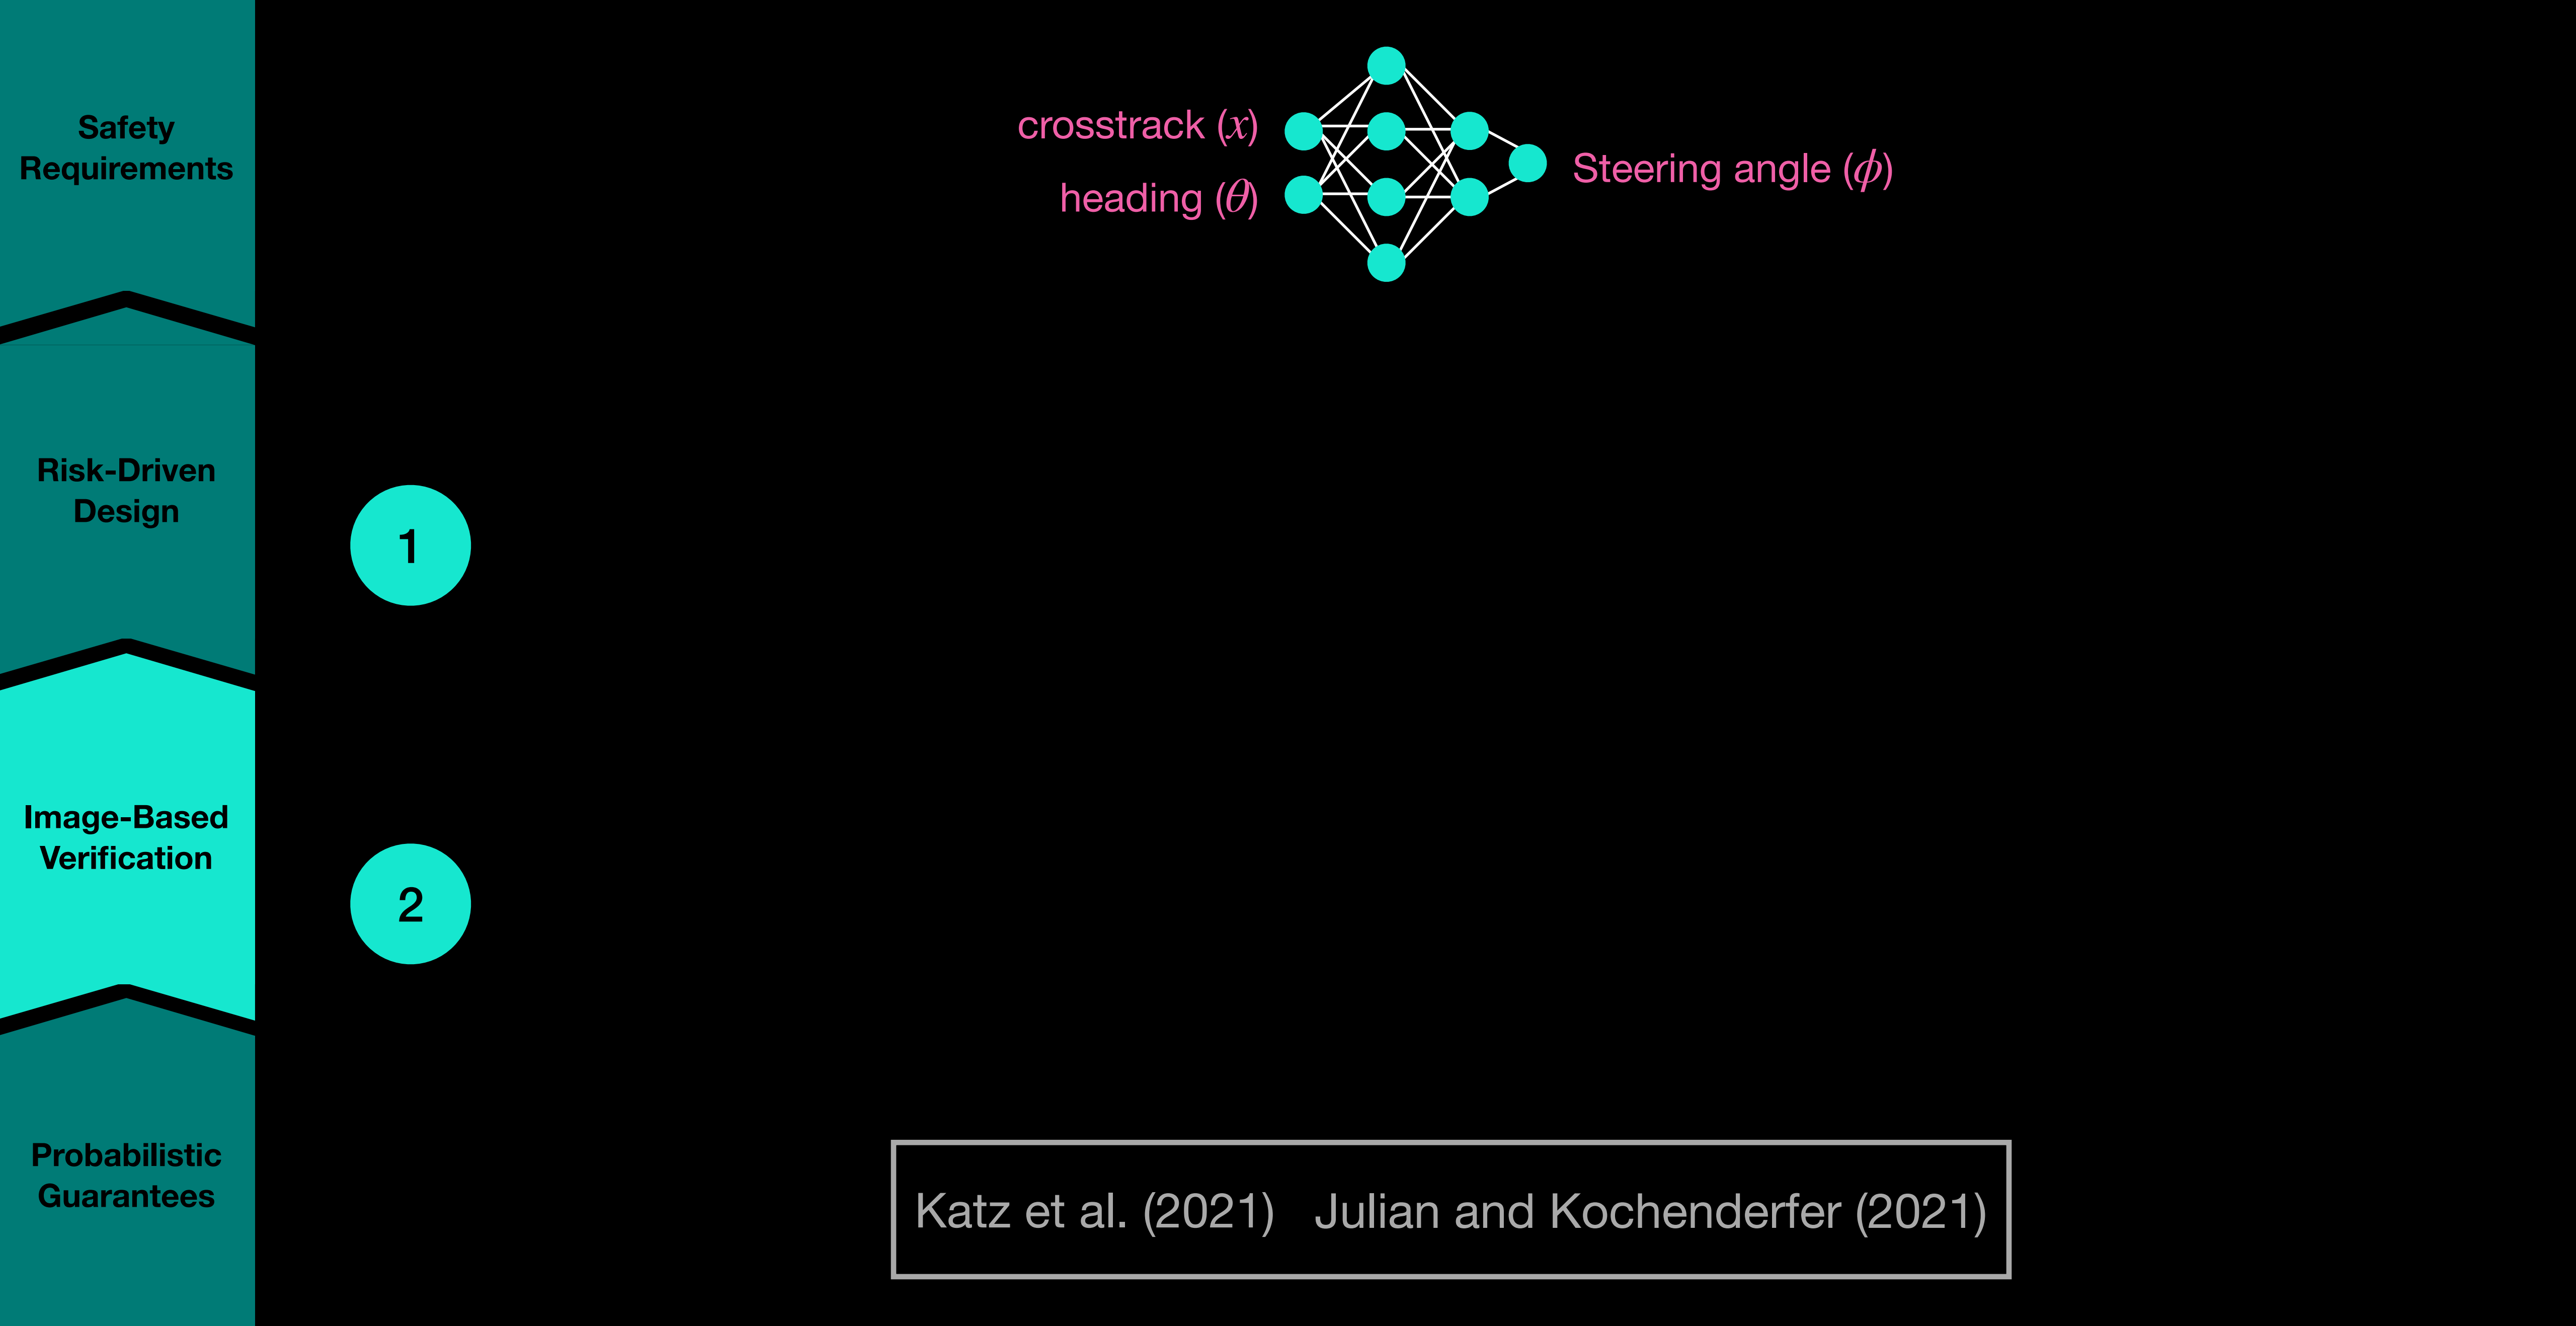 Safety
Requirements
Risk-Driven
Design
Image-Based
Verification
Probabilistic
Guarantees
crosstrack (x)
heading (θ)
Steering angle (ϕ)
1
2
Katz et al. (2021) Julian and Kochenderfer (2021)